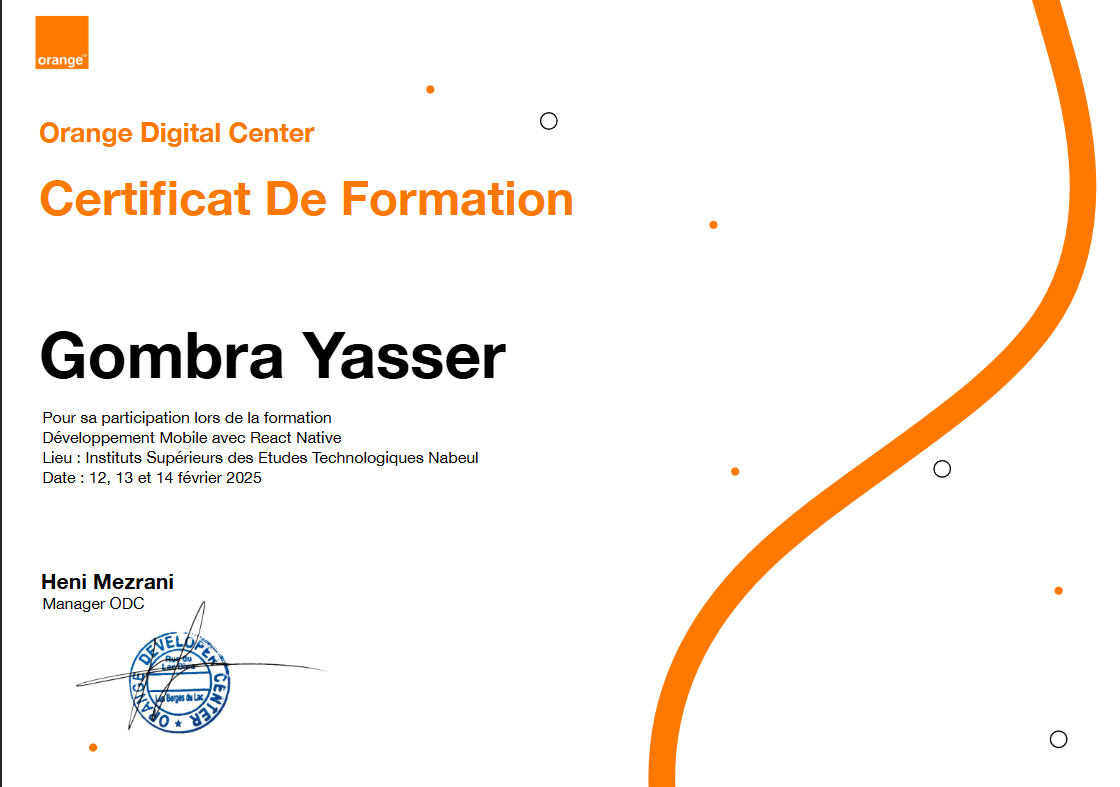 orange™
Orange Digital Center
Certificat De Formation
Gombra Yasser
Pour sa participation lors de la formation
Développement Mobile avec React Native
Lieu : Instituts Supérieurs des Etudes Technologiques Nabeul
Date : 12, 13 et 14 février 2025
Heni Mezrani
Manager ODC
ORANGE DEVELOPER CENTER
Rue du
Les Berges du Lac